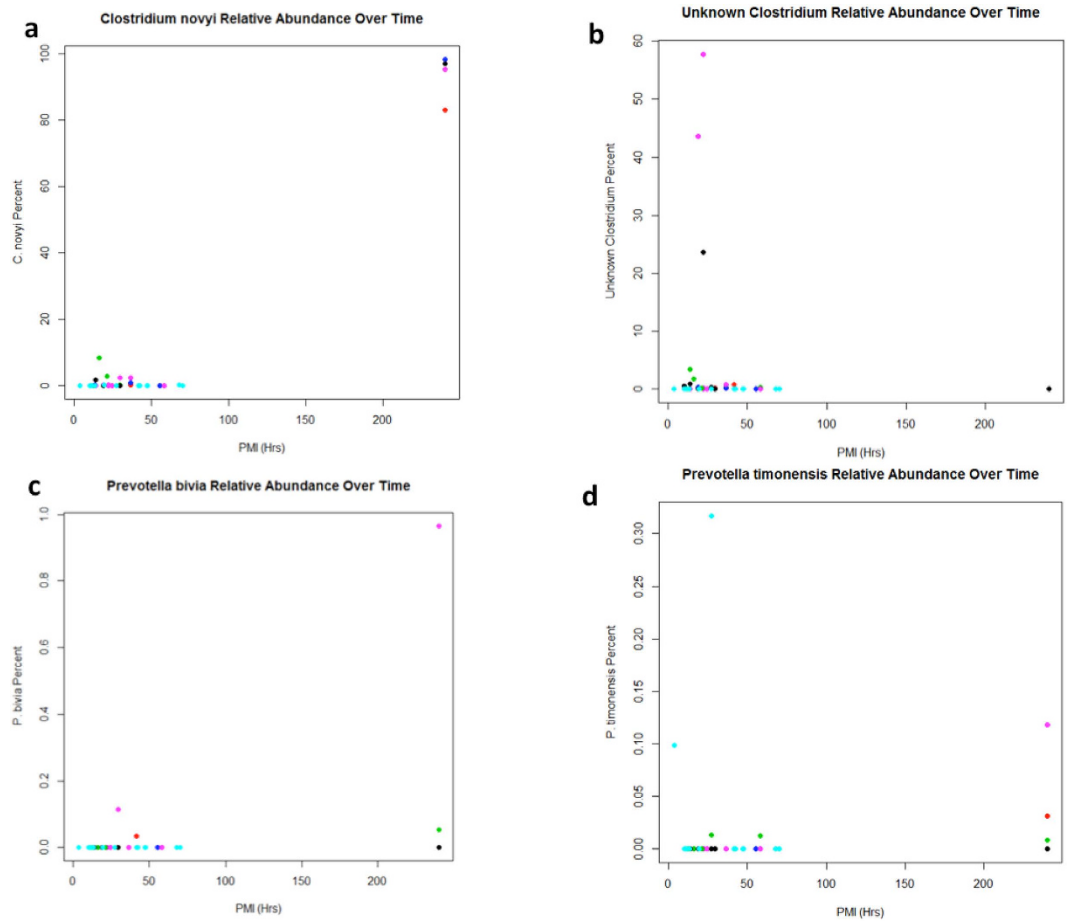 a
Clostridium novyi Relative Abundance Over Time
C. novyi Percent
100
80
60
40
20
0
0 50 100 150 200
PMI (Hrs)
b
Unknown Clostridium Relative Abundance Over Time
Unknown Clostridium Percent
60
50
40
30
20
10
0
0 50 100 150 200
PMI (Hrs)
c
Prevotella bivia Relative Abundance Over Time
P. bivia Percent
1.0
0.8
0.6
0.4
0.2
0.0
0 50 100 150 200
PMI (Hrs)
d
Prevotella timonensis Relative Abundance Over Time
P. timonensis Percent
0.30
0.25
0.20
0.15
0.10
0.05
0.00
0 50 100 150 200
PMI (Hrs)